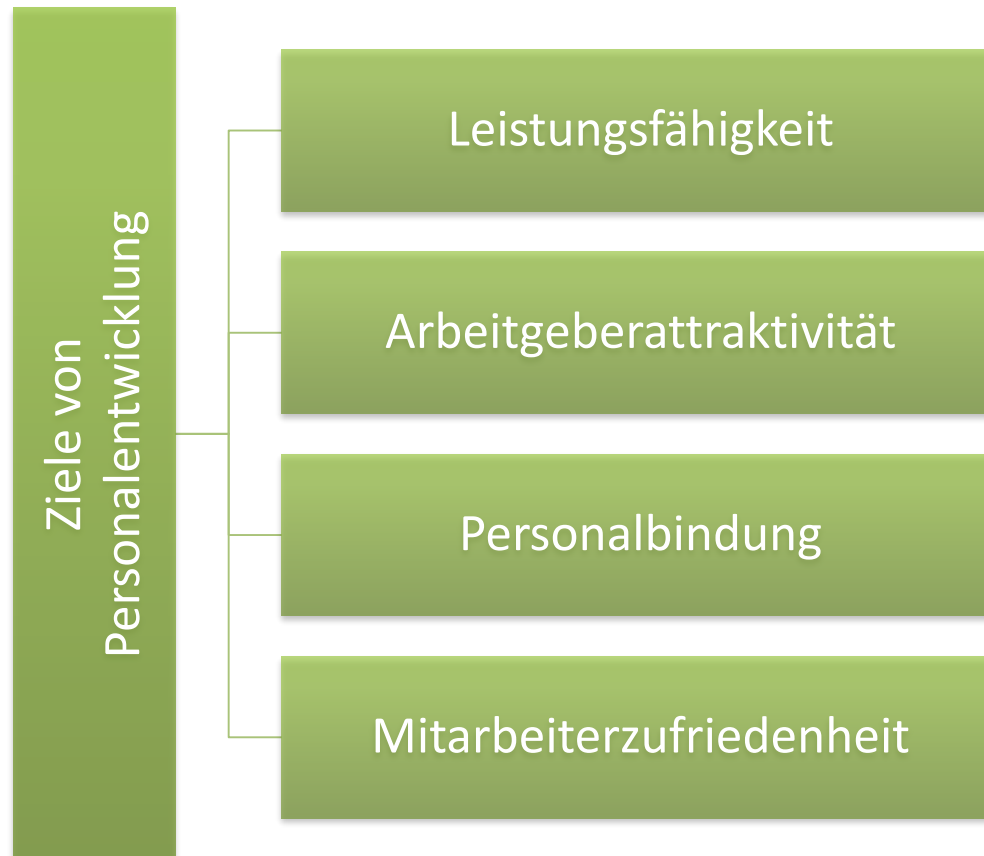 Ziele von
Personalentwicklung
Leistungsfähigkeit
Arbeitgeberattraktivität
Personalbindung
Mitarbeiterzufriedenheit